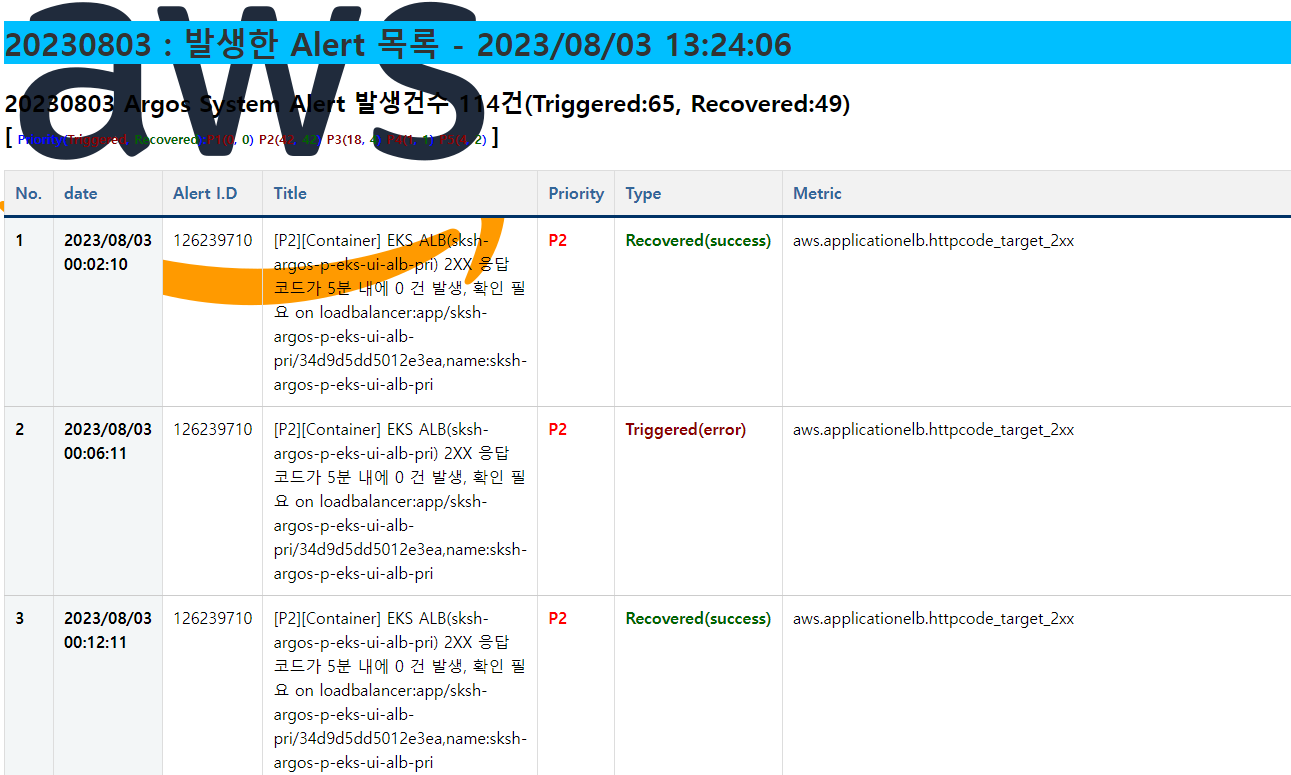 aws
20230803 : 발생한 Alert 목록 - 2023/08/03 13:24:06
20230803 Argos System Alert 발생건수 114건(Triggered:65, Recovered:49)
[ Priority(Triggered, Recovered) P1(0, 0) P2(42, 42) P3(18, 4) 2) ]
No. date Alert I.D Title Priority Type Metric
1 2023/08/03 126239710 [P2][Container] EKS ALB(sksh- P2 Recovered(success) aws.applicationelb.httpcode_target_2xx
00:02:10 argos-p-eks-ui-alb-pri) 2XX 응답
코드가 5분 내에 0 건 발생, 확인 필
요 on loadbalancer:app/sksh-
argos-p-eks-ui-alb-
pri/34d9d5dd5012e3ea,name:sksh-
argos-p-eks-ui-alb-pri
2 2023/08/03 126239710 [P2][Container] EKS ALB(sksh- P2 Triggered(error) aws.applicationelb.httpcode_target_2xx
00:06:11 argos-p-eks-ui-alb-pri) 2XX 응답
코드가 5분 내에 0 건 발생, 확인 필
요 on loadbalancer:app/sksh-
argos-p-eks-ui-alb-
pri/34d9d5dd5012e3ea,name:sksh-
argos-p-eks-ui-alb-pri
3 2023/08/03 126239710 [P2][Container] EKS ALB(sksh- P2 Recovered(success) aws.applicationelb.httpcode_target_2xx
00:12:11 argos-p-eks-ui-alb-pri) 2XX 응답
코드가 5분 내에 0 건 발생, 확인 필
요 on loadbalancer:app/sksh-
argos-p-eks-ui-alb-
pri/34d9d5dd5012e3ea,name:sksh-
argos-p-eks-ui-alb-pri